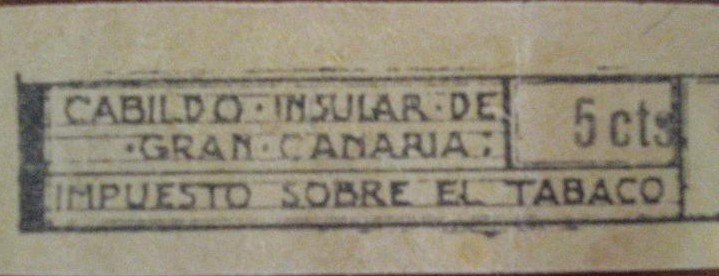 CABILDO·INSULAR·DE
·GRAN·CANARIA:
5 cts.
IMPUESTO SOBRE EL TABACO